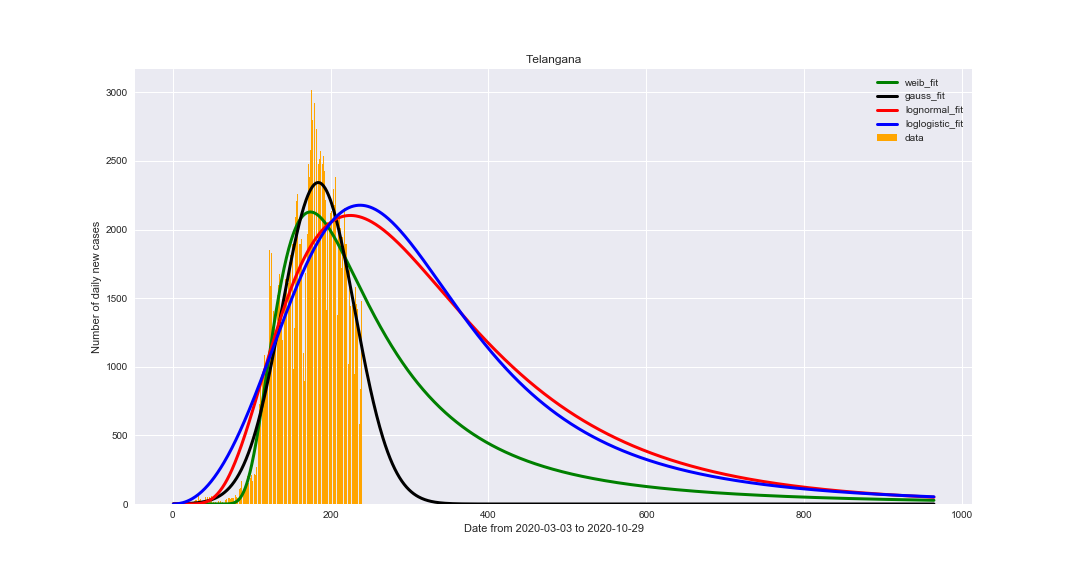 Telangana
weib_fit
gauss_fit
lognormal_fit
loglogistic_fit
data
Number of daily new cases
3000
2500
2000
1500
1000
500
0
0 200 400 600 800 1000
Date from 2020-03-03 to 2020-10-29